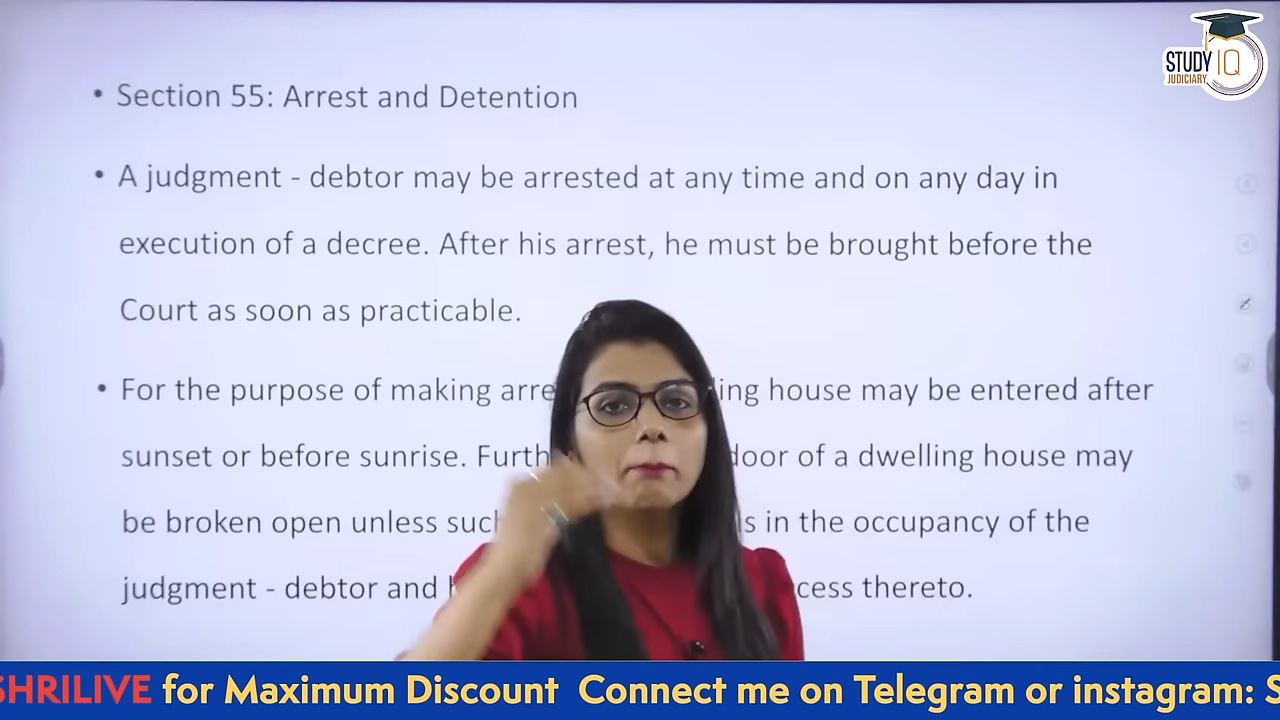 STUDY IQ
JUDICIARY
• Section 55: Arrest and Detention
• A judgment - debtor may be arrested at any time and on any day in
execution of a decree. After his arrest, he must be brought before the
Court as soon as practicable.
• For the purpose of making ing house may be entered after
sunset or before sunrise. door of a dwelling house may
be broken open unless s in the occupancy of the
judgment - debtor and cess thereto.
SHRILIVE for Maximum Discount Connect me on Telegram or instagram: S